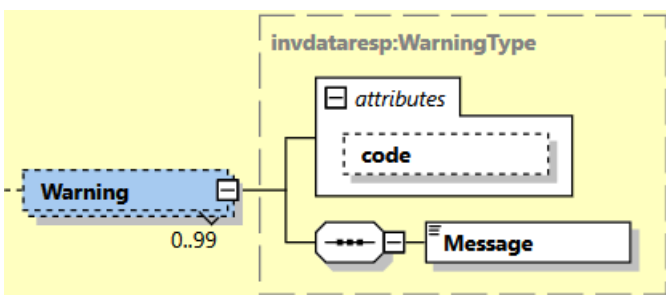 invdataresp:WarningType
attributes
code
Warning
0..99
Message